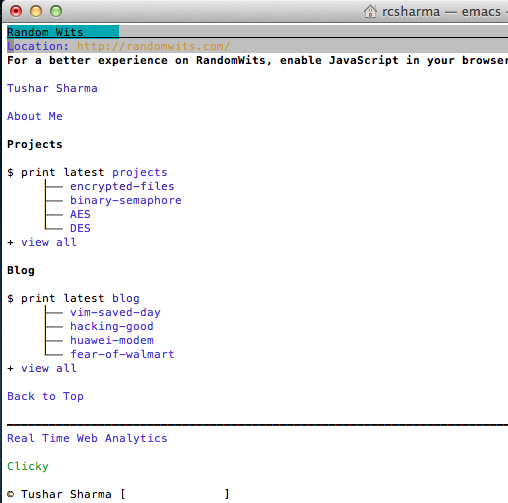 rcsharma — emacs —
Random Wits
Location: http://randomwits.com/
For a better experience on RandomWits, enable JavaScript in your browser
Tushar Sharma
About Me
Projects
$ print latest projects
├── encrypted-files
├── binary-semaphore
├── AES
└── DES
+ view all
Blog
$ print latest blog
├── vim-saved-day
├── hacking-good
├── huawei-modem
└── fear-of-walmart
+ view all
Back to Top
Real Time Web Analytics
Clicky
© Tushar Sharma [ ]